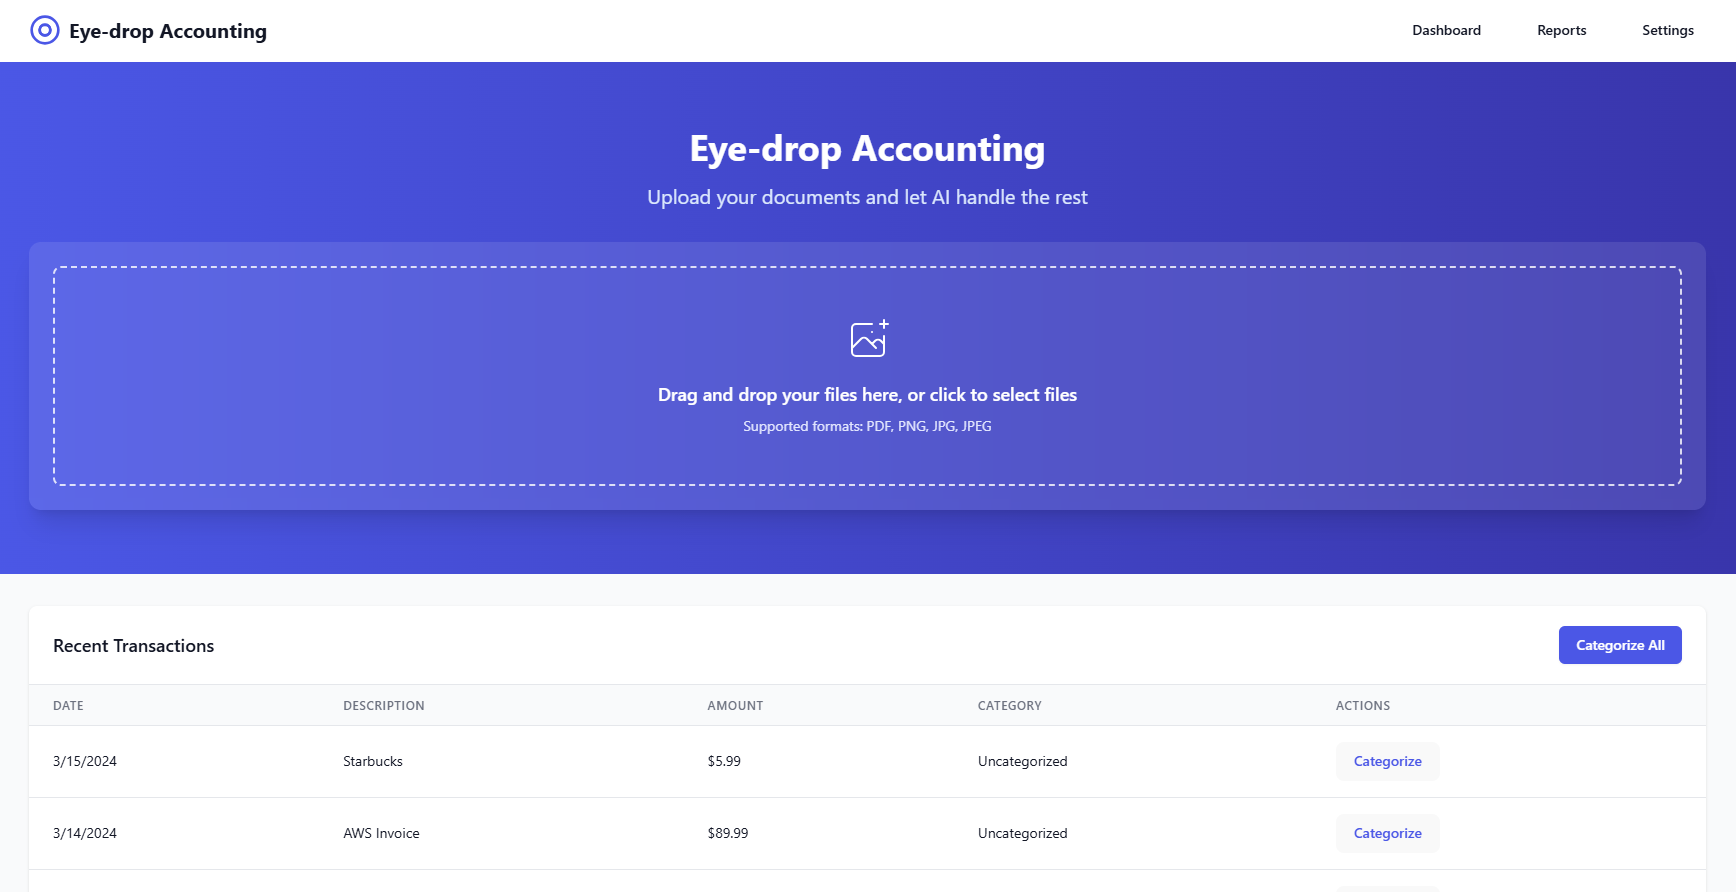 Eye-drop Accounting
Dashboard
Reports
Settings
Eye-drop Accounting
Upload your documents and let AI handle the rest
Drag and drop your files here, or click to select files
Supported formats: PDF, PNG, JPG, JPEG
Recent Transactions
Categorize All
DATE DESCRIPTION AMOUNT CATEGORY ACTIONS
3/15/2024 Starbucks $5.99 Uncategorized Categorize
3/14/2024 AWS Invoice $89.99 Uncategorized Categorize